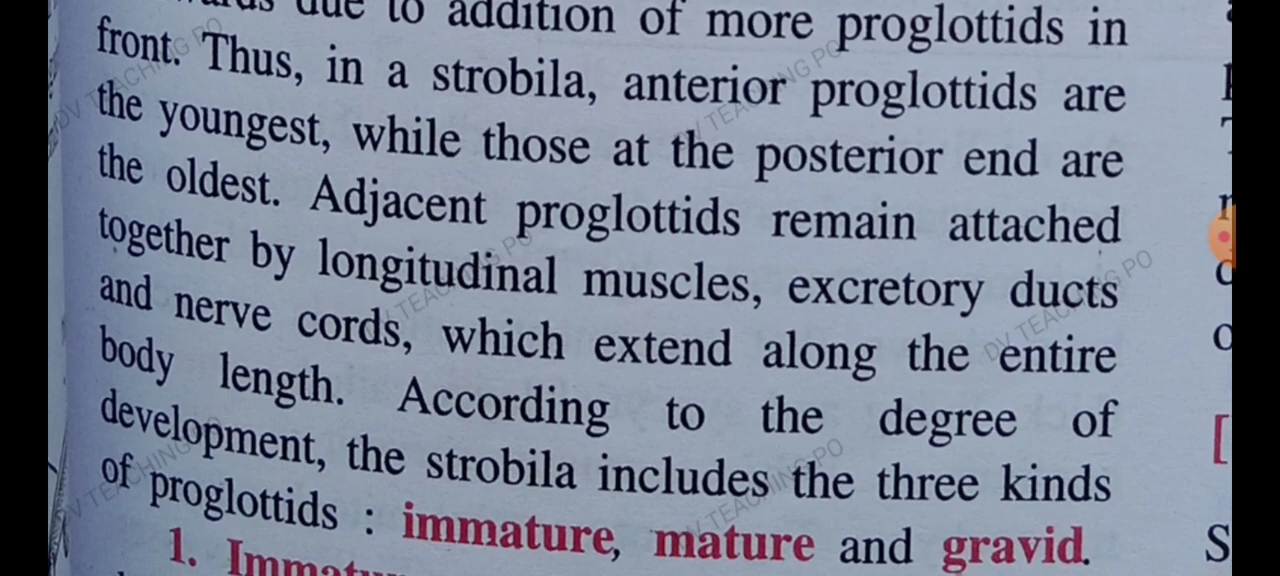 due to addition of more proglottids in
front. Thus, in a strobila, anterior proglottids are
the youngest, while those at the posterior end are
the oldest. Adjacent proglottids remain attached
together by longitudinal muscles, excretory ducts
and nerve cords, which extend along the entire
body length. According to the degree of
development, the strobila includes the three kinds
of proglottids : immature, mature and gravid.
1.